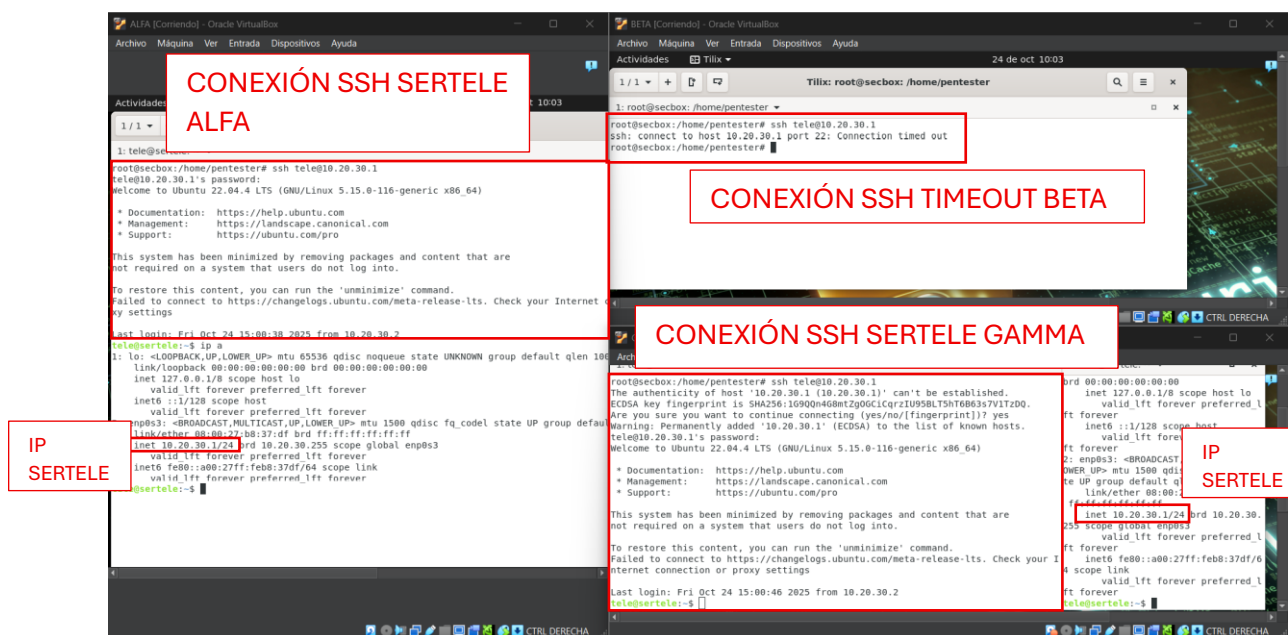 ALFA [Corriendo] - Oracle VirtualBox
Archivo Máquina Ver Entrada Dispositivos Ayuda
CONEXIÓN SSH SERTELE
ALFA
Actividades
10:03
1 / 1
1: tele@sertele:
root@secbox:/home/pentester# ssh tele@10.20.30.1
tele@10.20.30.1's password:
Welcome to Ubuntu 22.04.4 LTS (GNU/Linux 5.15.0-116-generic x86_64)
* Documentation: https://help.ubuntu.com
* Management: https://landscape.canonical.com
* Support: https://ubuntu.com/pro
This system has been minimized by removing packages and content that are
not required on a system that users do not log into.
To restore this content, you can run the 'unminimize' command.
Failed to connect to https://changelogs.ubuntu.com/meta-release-lts. Check your Internet
xy settings
Last login: Fri Oct 24 15:00:38 2025 from 10.20.30.2
tele@sertele:~$ ip a
1: lo: <LOOPBACK,UP,LOWER_UP> mtu 65536 qdisc noqueue state UNKNOWN group default qlen 100
link/loopback 00:00:00:00:00:00 brd 00:00:00:00:00:00
inet 127.0.0.1/8 scope host lo
valid_lft forever preferred_lft forever
inet6 ::1/128 scope host
valid_lft forever preferred_lft forever
enp0s3: <BROADCAST,MULTICAST,UP,LOWER_UP> mtu 1500 qdisc fq_codel state UP group defaul
link/ether 08:00:27:b8:37:df brd ff:ff:ff:ff:ff:ff
inet 10.20.30.1/24 brd 10.20.30.255 scope global enp0s3
valid_lft forever preferred_lft forever
inet6 fe80::a00:27ff:feb8:37df/64 scope link
valid_lft forever preferred_lft forever
tele@sertele:~$
IP
SERTELE
CTRL DERECHA
BETA [Corriendo] - Oracle VirtualBox
Archivo Máquina Ver Entrada Dispositivos Ayuda
Actividades Tilix 24 de oct 10:03
1 / 1 Tilix: root@secbox: /home/pentester
1: root@secbox: /home/pentester
root@secbox:/home/pentester# ssh tele@10.20.30.1
ssh: connect to host 10.20.30.1 port 22: Connection timed out
root@secbox:/home/pentester#
CONEXIÓN SSH TIMEOUT BETA
CTRL DERECHA
CONEXIÓN SSH SERTELE GAMMA
Arch
root@secbox:/home/pentester# ssh tele@10.20.30.1
The authenticity of host '10.20.30.1 (10.20.30.1)' can't be established.
ECDSA key fingerprint is SHA256:1G9QQn4G8mtZgOGCiCqrzIU95BLT5hT6B63s7V1TzDQ.
Are you sure you want to continue connecting (yes/no/[fingerprint])? yes
Warning: Permanently added '10.20.30.1' (ECDSA) to the list of known hosts.
tele@10.20.30.1's password:
Welcome to Ubuntu 22.04.4 LTS (GNU/Linux 5.15.0-116-generic x86_64)
* Documentation: https://help.ubuntu.com
* Management: https://landscape.canonical.com
* Support: https://ubuntu.com/pro
This system has been minimized by removing packages and content that are
not required on a system that users do not log into.
To restore this content, you can run the 'unminimize' command.
Failed to connect to https://changelogs.ubuntu.com/meta-release-lts. Check your I
nternet connection or proxy settings
Last login: Fri Oct 24 15:00:46 2025 from 10.20.30.2
tele@sertele:~$
brd 00:00:00:00:00:00
inet 127.0.0.1/8 scope host lo
valid_lft forever preferred_l
ft forever
inet6 ::1/128 scope host
valid_lft forever
ft forever
2: enp0s3: <BROADCAST,
OWER_UP> mtu 1500 qdis
te UP group default ql
link/ether 08:00:2
ff:ff:ff:ff:ff:ff
inet 10.20.30.1/24 brd 10.20.30.
255 scope global enp0s3
valid_lft forever preferred_l
ft forever
inet6 fe80::a00:27ff:feb8:37df/6
4 scope link
valid_lft forever preferred_l
ft forever
tele@sertele:~$
IP
SERTELE
CTRL DERECHA